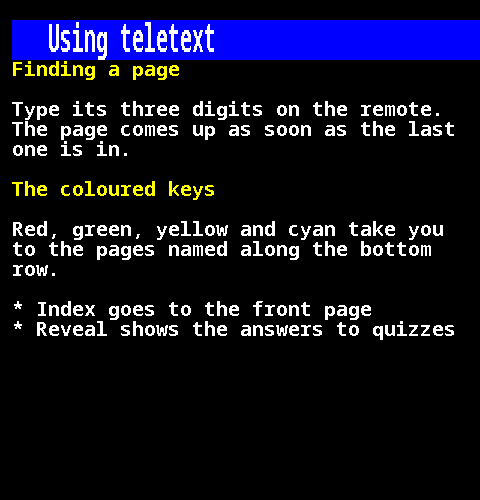 Using teletext
Finding a page
Type its three digits on the remote.
The page comes up as soon as the last
one is in.
The coloured keys
Red, green, yellow and cyan take you
to the pages named along the bottom
row.
* Index goes to the front page
* Reveal shows the answers to quizzes